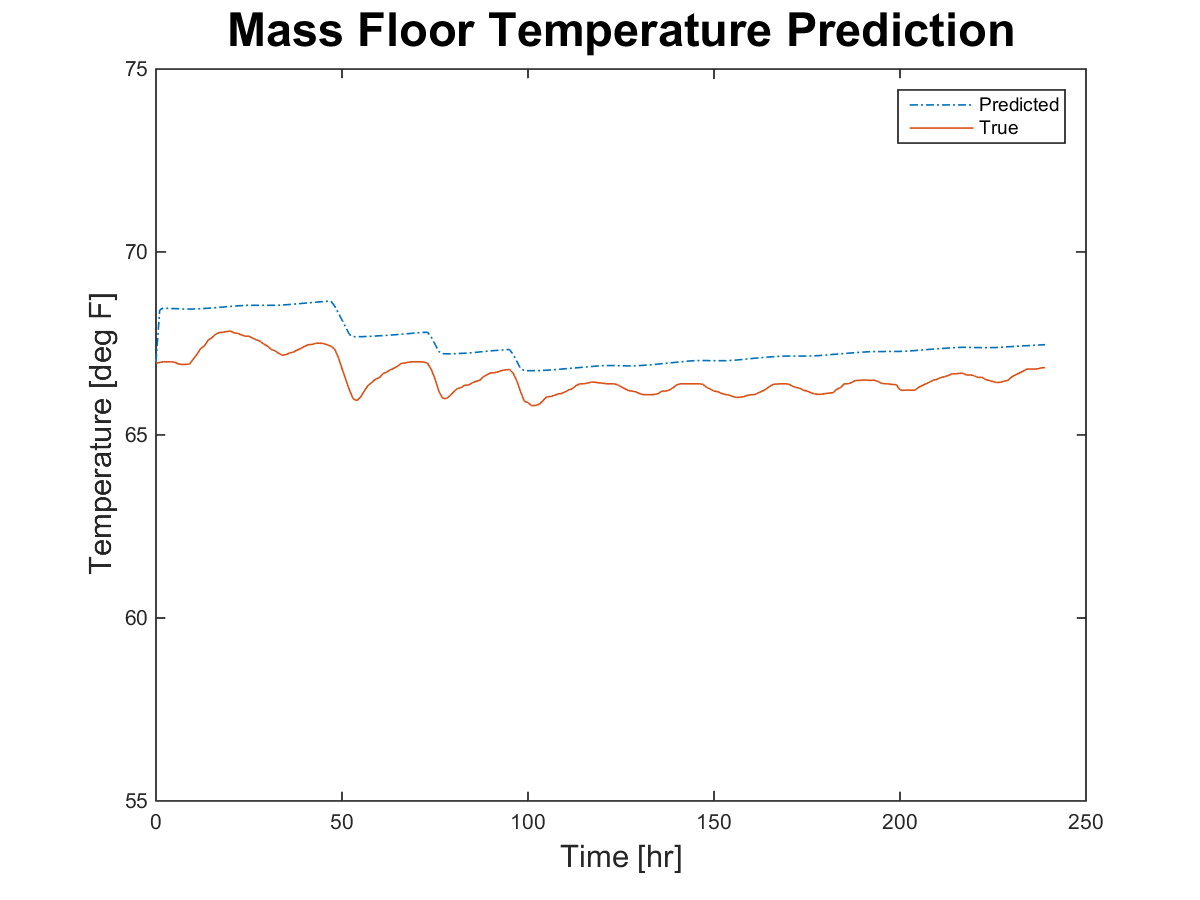 Mass Floor Temperature Prediction
75
70
65
60
55
Temperature [deg F]
Predicted
True
0 50 100 150 200 250
Time [hr]